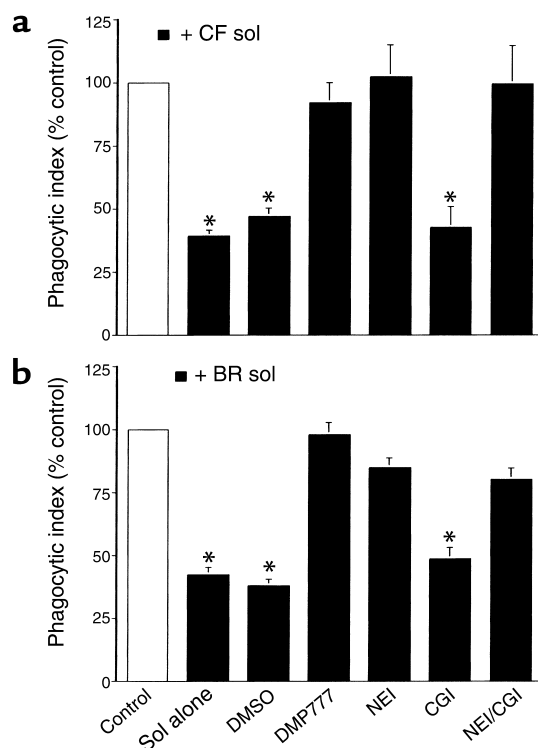 a
125
■ + CF sol
100
75
50
25
0
Phagocytic index (% control)
*
*
*
b
125
■ + BR sol
100
75
50
25
0
Phagocytic index (% control)
*
*
*
Control
Sol alone
DMSO
DMP777
NEI
CGI
NEI/CGI